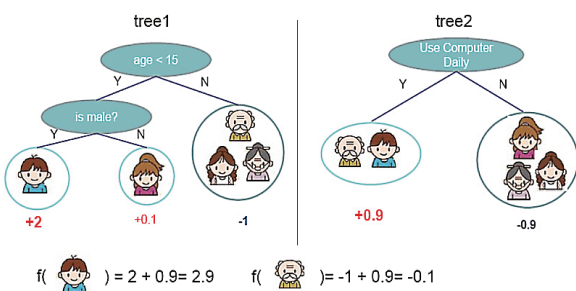 tree1
age < 15
Y
N
is male?
Y
N
+2
+0.1
-1
tree2
Use Computer
Daily
Y
N
+0.9
-0.9
f( ) = 2 + 0.9= 2.9
f( )= -1 + 0.9= -0.1